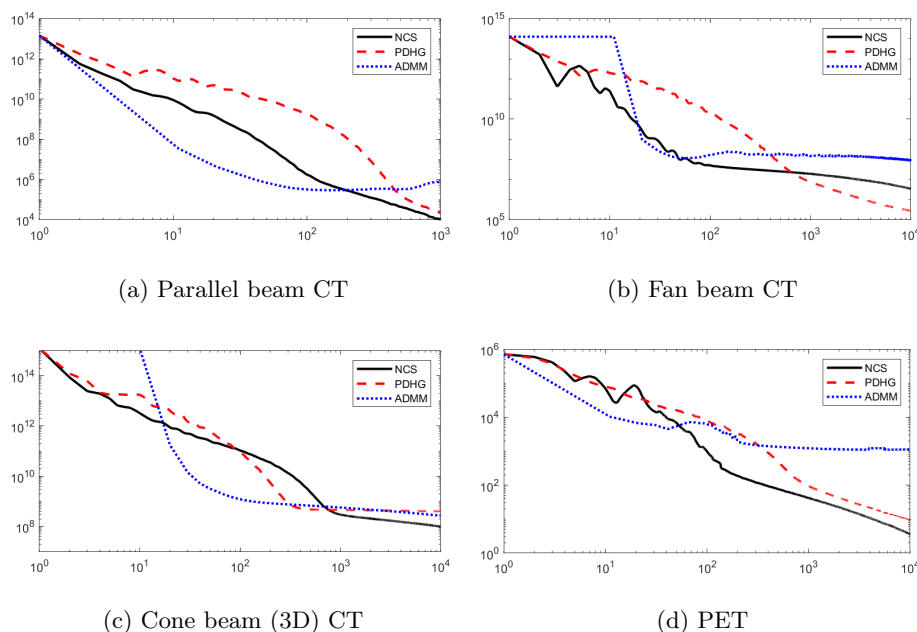 10^14
10^12
10^10
10^8
10^6
10^4
10^0 10^1 10^2 10^3
NCS
PDHG
ADMM
(a) Parallel beam CT
10^15
10^10
10^5
10^0 10^1 10^2 10^3 10^4
NCS
PDHG
ADMM
(b) Fan beam CT
10^14
10^12
10^10
10^8
10^0 10^1 10^2 10^3 10^4
NCS
PDHG
ADMM
(c) Cone beam (3D) CT
10^6
10^4
10^2
10^0
10^0 10^1 10^2 10^3 10^4
NCS
PDHG
ADMM
(d) PET